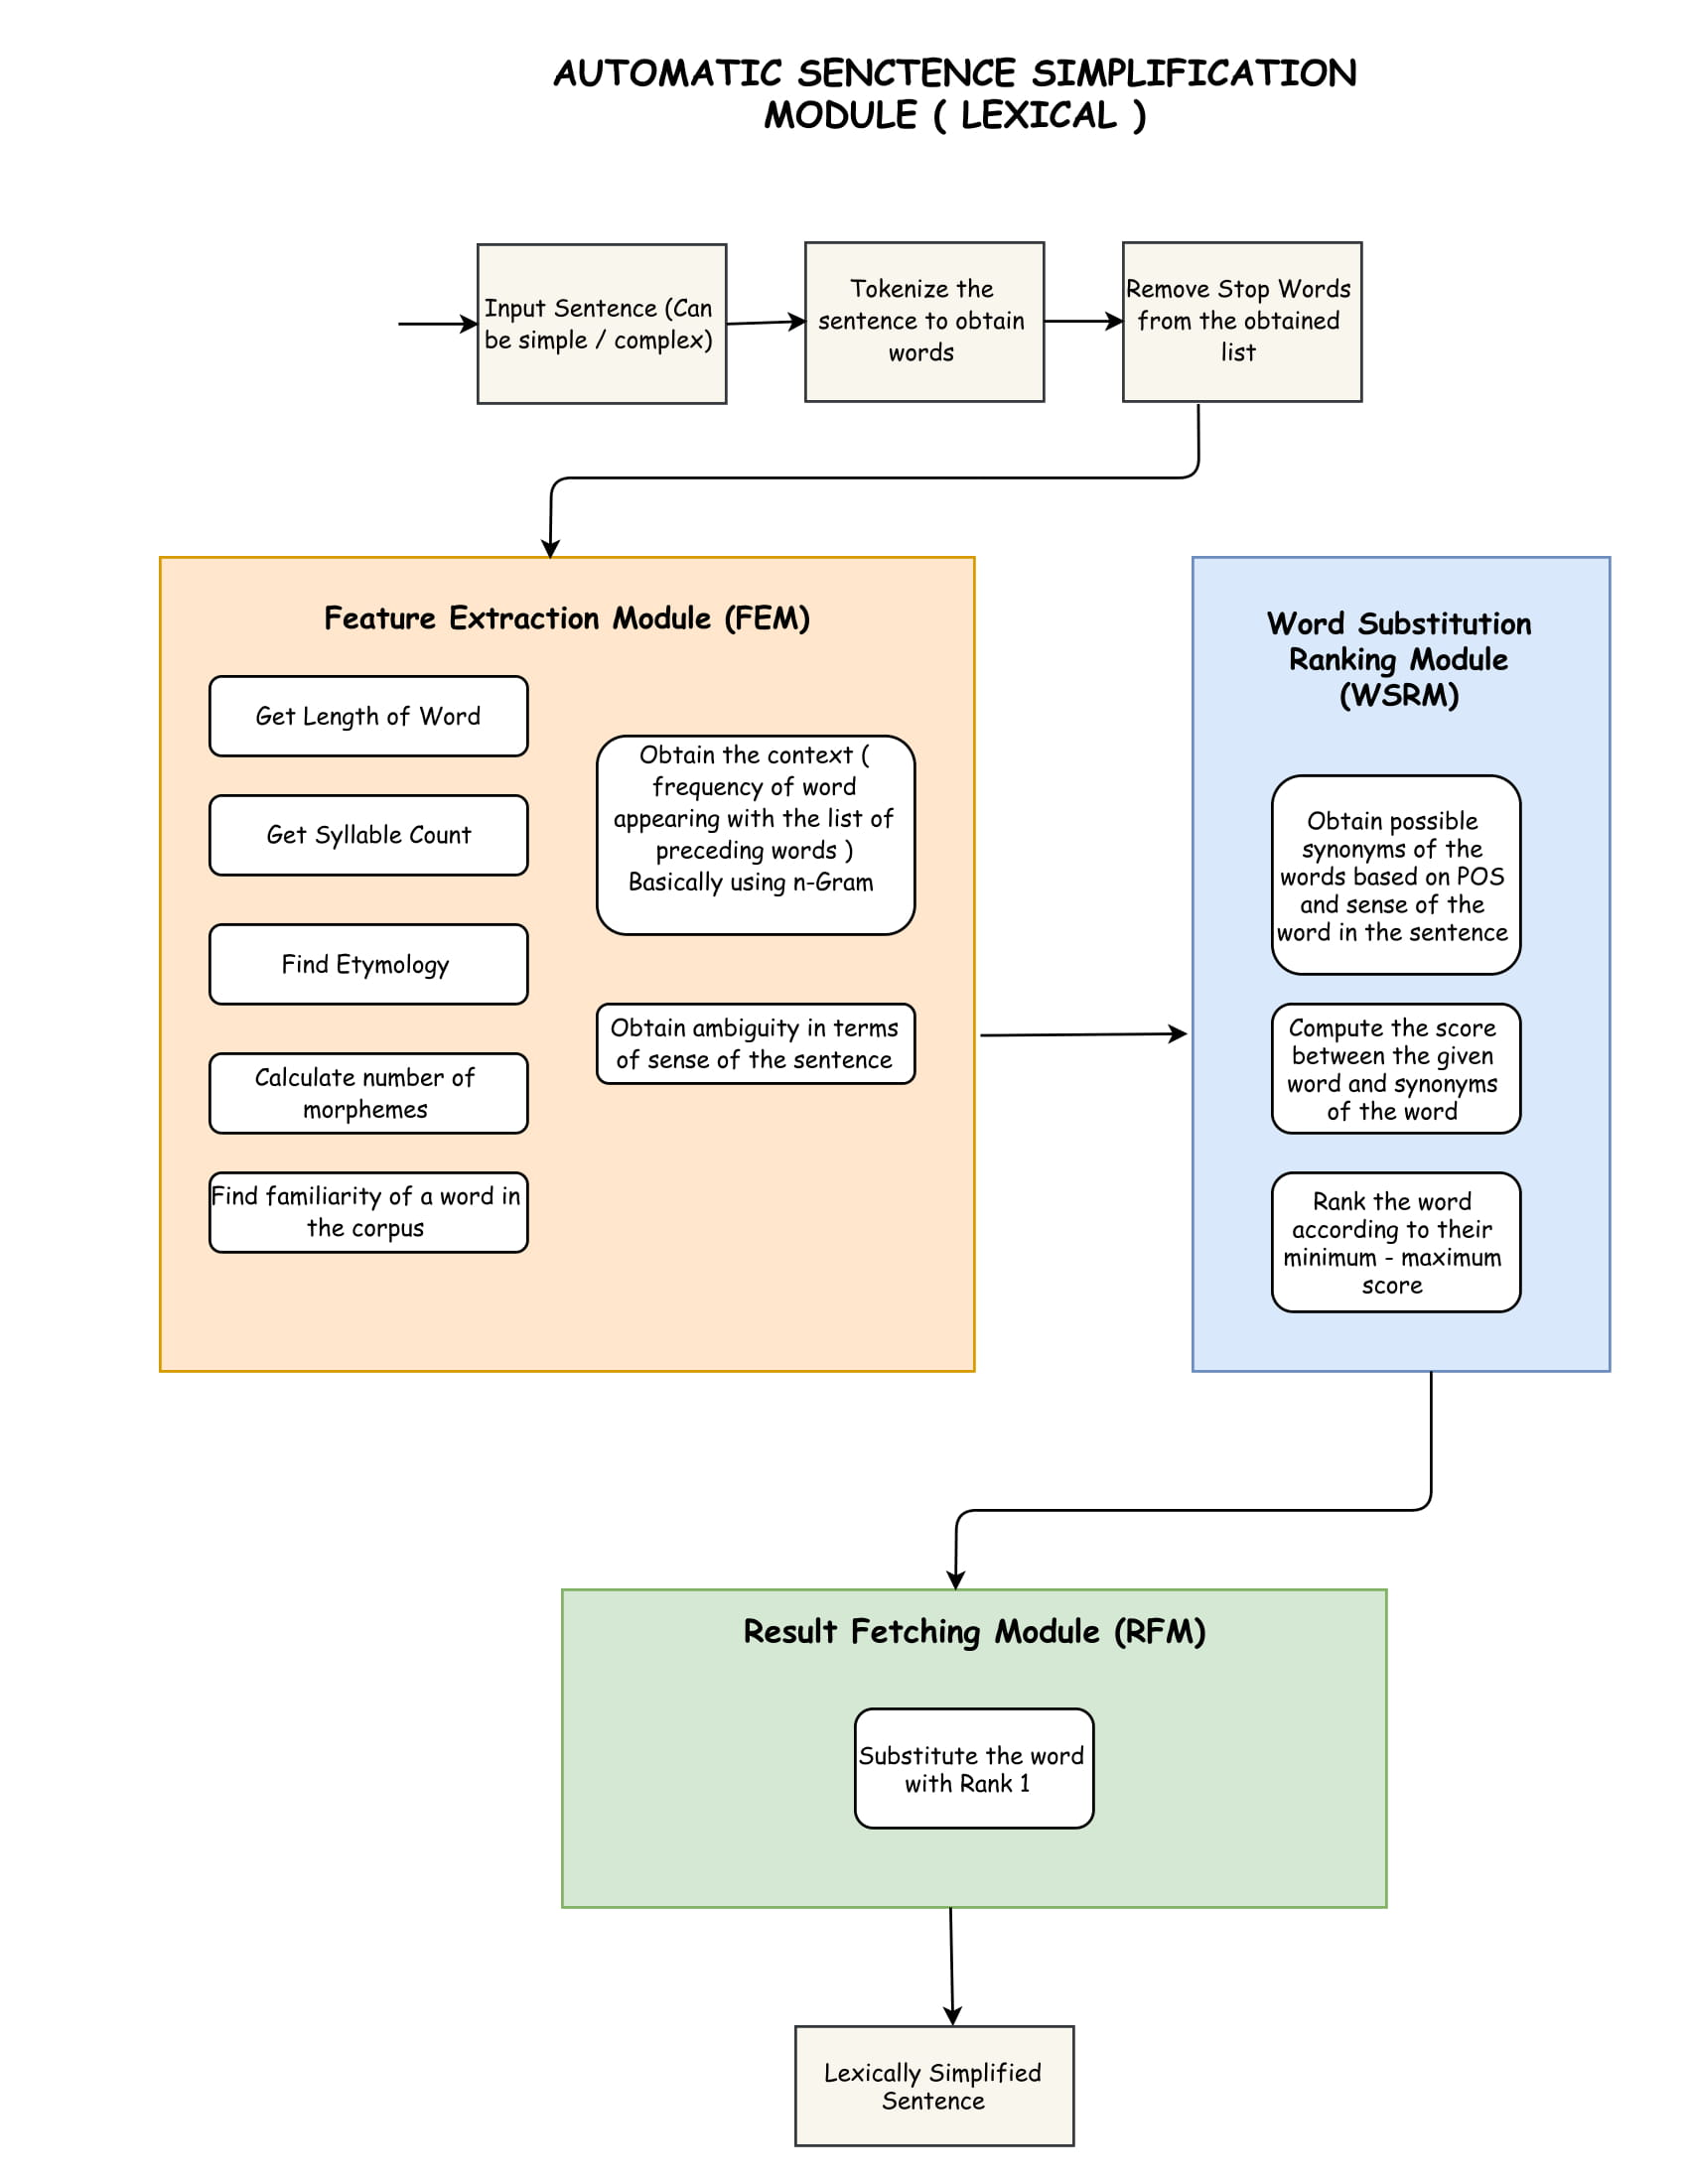 AUTOMATIC SENCTENCE SIMPLIFICATION
MODULE ( LEXICAL )
Input Sentence (Can
be simple / complex)
Tokenize the
sentence to obtain
words
Remove Stop Words
from the obtained
list
Feature Extraction Module (FEM)
Get Length of Word
Get Syllable Count
Find Etymology
Calculate number of
morphemes
Find familiarity of a word in
the corpus
Obtain the context (
frequency of word
appearing with the list of
preceding words )
Basically using n-Gram
Obtain ambiguity in terms
of sense of the sentence
Word Substitution
Ranking Module
(WSRM)
Obtain possible
synonyms of the
words based on POS
and sense of the
word in the sentence
Compute the score
between the given
word and synonyms
of the word
Rank the word
according to their
minimum - maximum
score
Result Fetching Module (RFM)
Substitute the word
with Rank 1
Lexically Simplified
Sentence